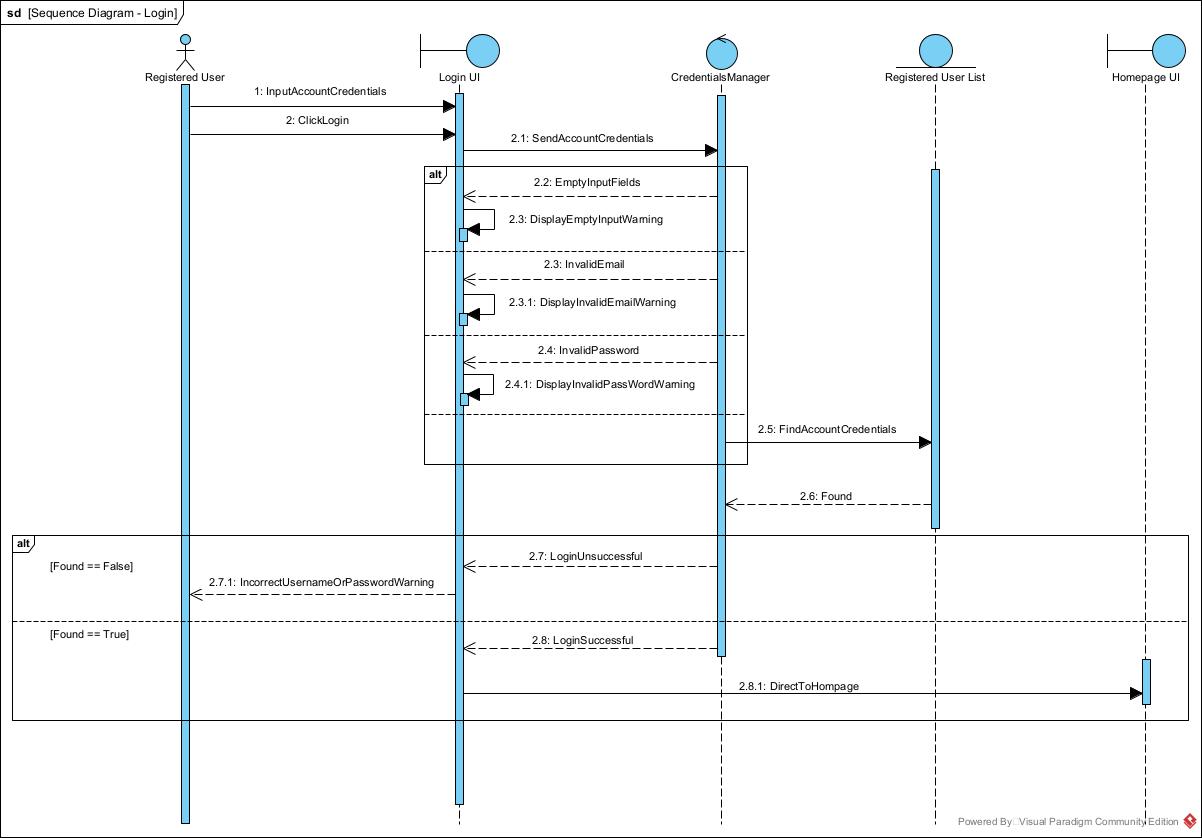 sd [Sequence Diagram - Login]
Registered User
Login UI
CredentialsManager
Registered User List
Homepage UI
1: InputAccountCredentials
2: ClickLogin
2.1: SendAccountCredentials
alt
2.2: EmptyInputFields
2.3: DisplayEmptyInputWarning
2.3: InvalidEmail
2.3.1: DisplayInvalidEmailWarning
2.4: InvalidPassword
2.4.1: DisplayInvalidPassWordWarning
2.5: FindAccountCredentials
2.6: Found
alt
2.7: LoginUnsuccessful
[Found == False]
2.7.1: IncorrectUsernameOrPasswordWarning
[Found == True]
2.8: LoginSuccessful
2.8.1: DirectToHompage
Powered By Visual Paradigm Community Edition